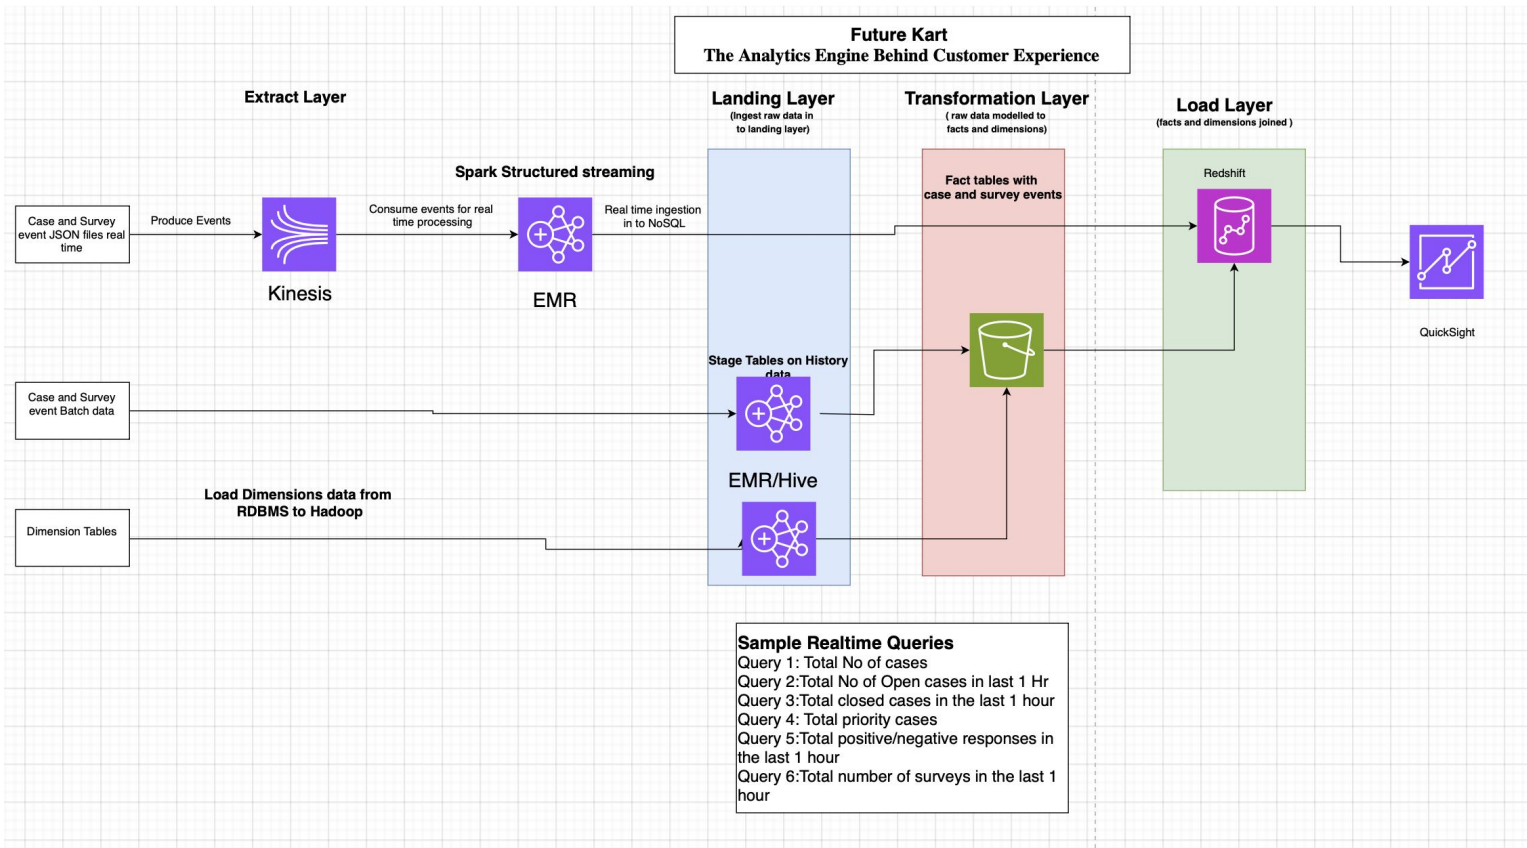 Future Kart
The Analytics Engine Behind Customer Experience
Extract Layer
Landing Layer
(Ingest raw data in
to landing layer)
Transformation Layer
( raw data modelled to
facts and dimensions)
Load Layer
(facts and dimensions joined )
Spark Structured streaming
Fact tables with
case and survey events
Redshift
Case and Survey
event JSON files real
time
Produce Events
Consume events for real
time processing
Real time ingestion
in to NoSQL
Kinesis
EMR
QuickSight
Stage Tables on History
data
Case and Survey
event Batch data
EMR/Hive
Load Dimensions data from
RDBMS to Hadoop
Dimension Tables
Sample Realtime Queries
Query 1: Total No of cases
Query 2:Total No of Open cases in last 1 Hr
Query 3:Total closed cases in the last 1 hour
Query 4: Total priority cases
Query 5:Total positive/negative responses in
the last 1 hour
Query 6:Total number of surveys in the last 1
hour